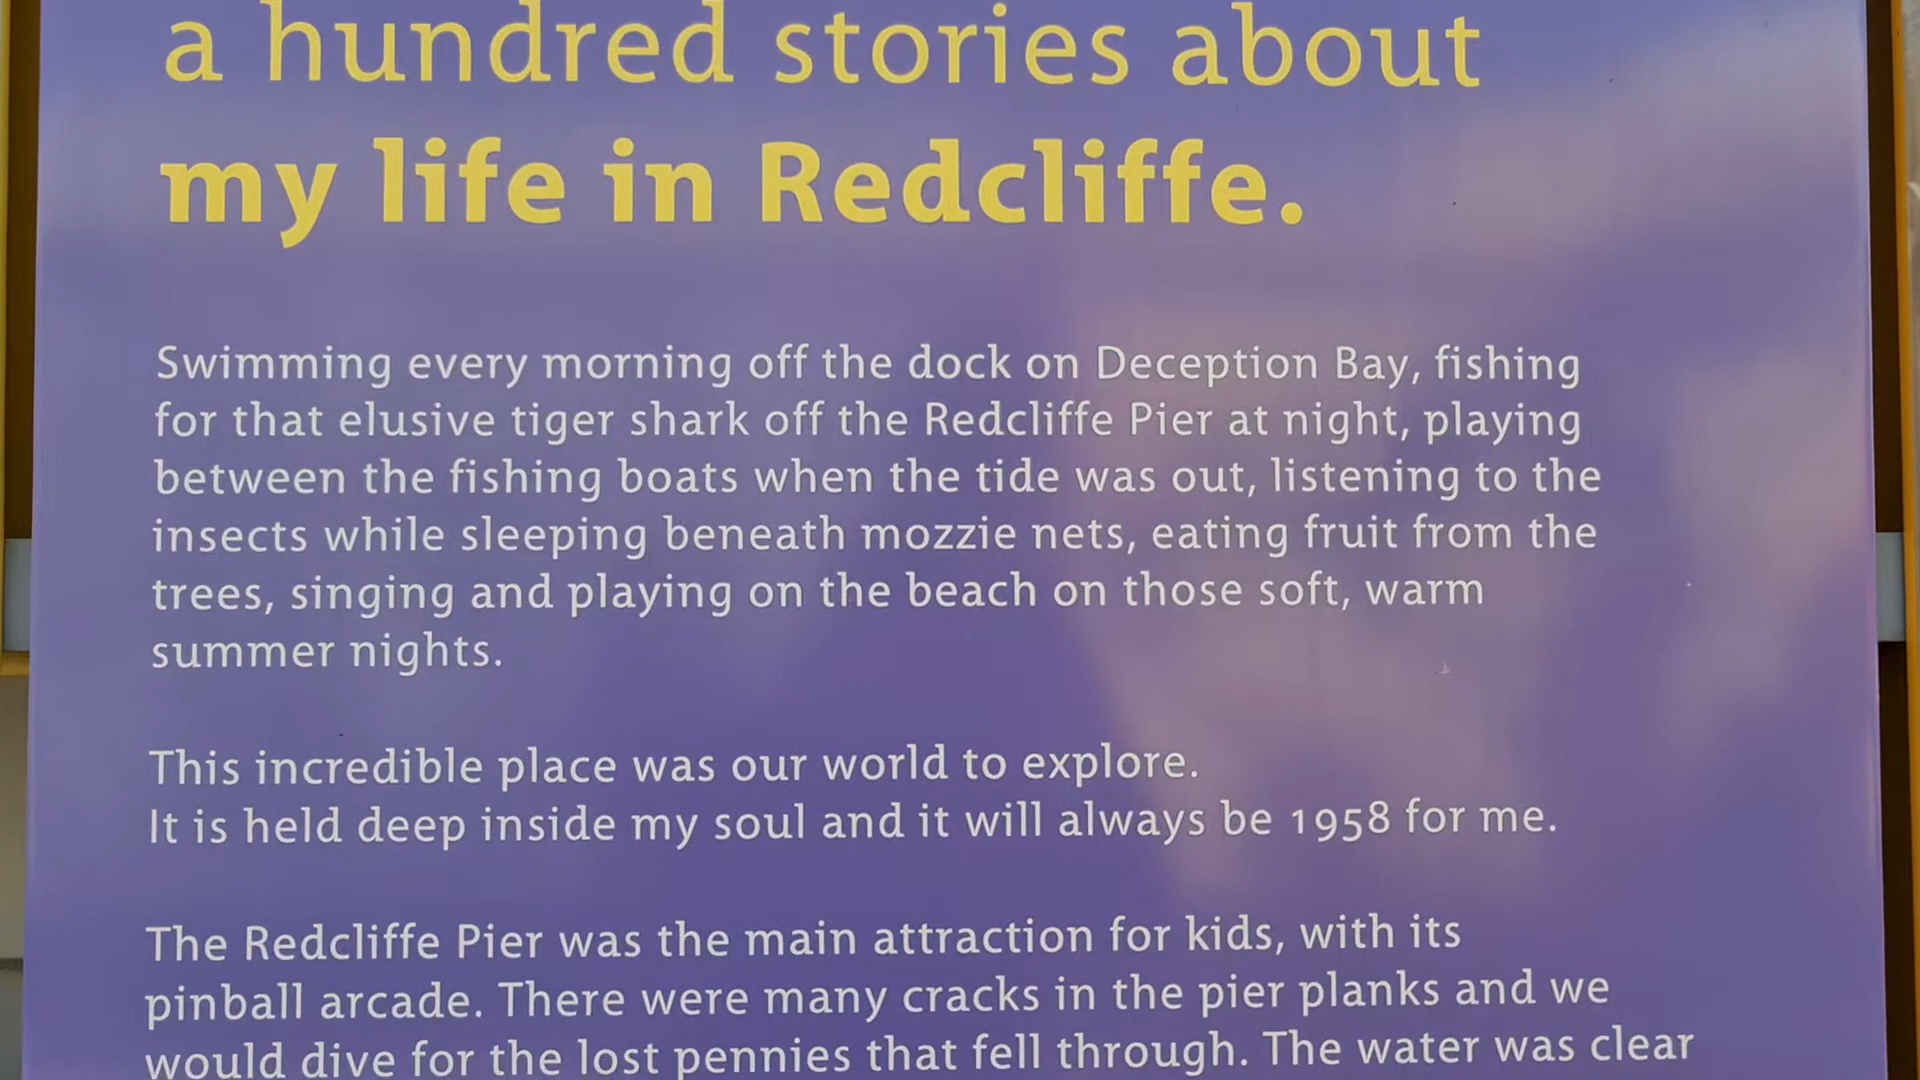 a hundred stories about
my life in Redcliffe.
Swimming every morning off the dock on Deception Bay, fishing
for that elusive tiger shark off the Redcliffe Pier at night, playing
between the fishing boats when the tide was out, listening to the
insects while sleeping beneath mozzie nets, eating fruit from the
trees, singing and playing on the beach on those soft, warm
summer nights.
This incredible place was our world to explore.
It is held deep inside my soul and it will always be 1958 for me.
The Redcliffe Pier was the main attraction for kids, with its
pinball arcade. There were many cracks in the pier planks and we
would dive for the lost pennies that fell through. The water was clear